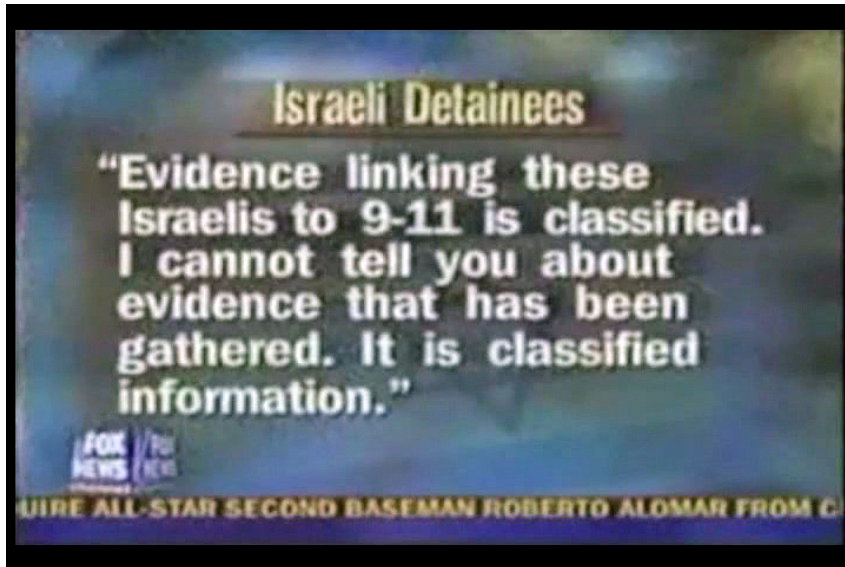 Israeli Detainees
“Evidence linking these
Israelis to 9-11 is classified.
I cannot tell you about
evidence that has been
gathered. It is classified
information.”
FOX
NEWS
UIRE ALL-STAR SECOND BASEMAN ROBERTO ALOMAR FROM C